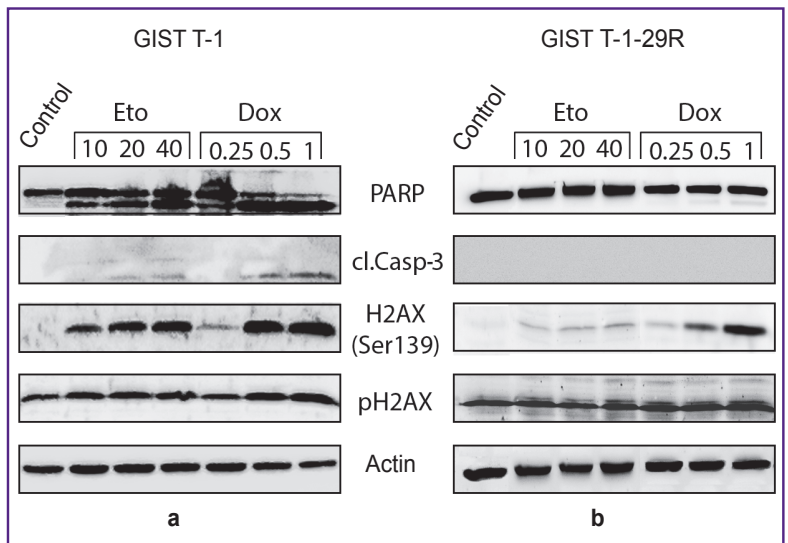 GIST T-1
GIST T-1-29R
Control
Eto
Dox
10 20 40 0.25 0.5 1
Control
Eto
Dox
10 20 40 0.25 0.5 1
PARP
cl.Casp-3
H2AX
(Ser139)
pH2AX
Actin
a
b